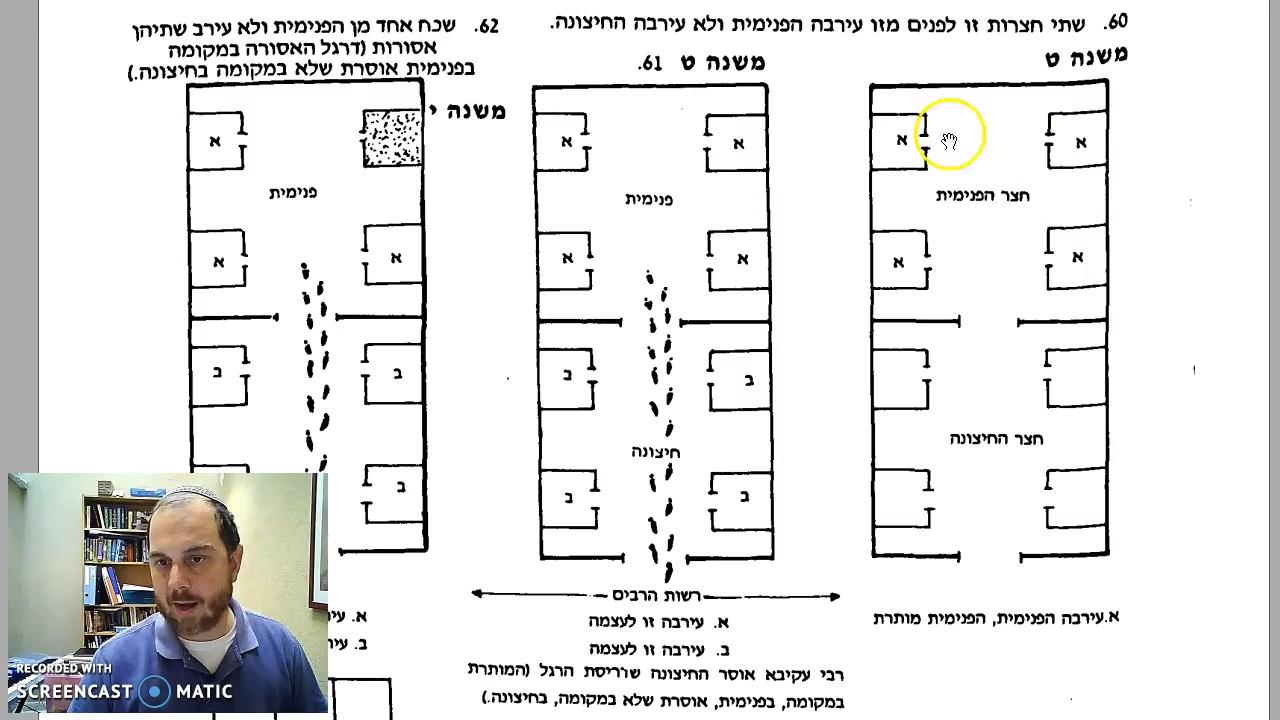 60. שתי חצרות זו לפנים מזו עירבה הפנימית ולא עירבה החיצונה.
משנה ט
א
א
חצר הפנימית
א
א
חצר החיצונה
א.עירבה הפנימית, הפנימית מותרת
משנה ט 61.
א
א
פנימית
א
א
ב
ב
חיצונה
ב
ב
רשות הרבים
א. עירבה זו לעצמה
ב. עירבה זו לעצמה
רבי עקיבא אוסר החיצונה שדריסת הרגל (המותרת
במקומה, בפנימית, אוסרת שלא במקומה, בחיצונה.)
62. שכח אחד מן הפנימית ולא עירב שתיהן
אסורות (דרגל האסורה במקומה
בפנימית אוסרת שלא במקומה בחיצונה.)
משנה י
א
פנימית
א
א
ב
ב
ב
א. עי
ב. עיר
RECORDED WITH
SCREENCAST MATIC